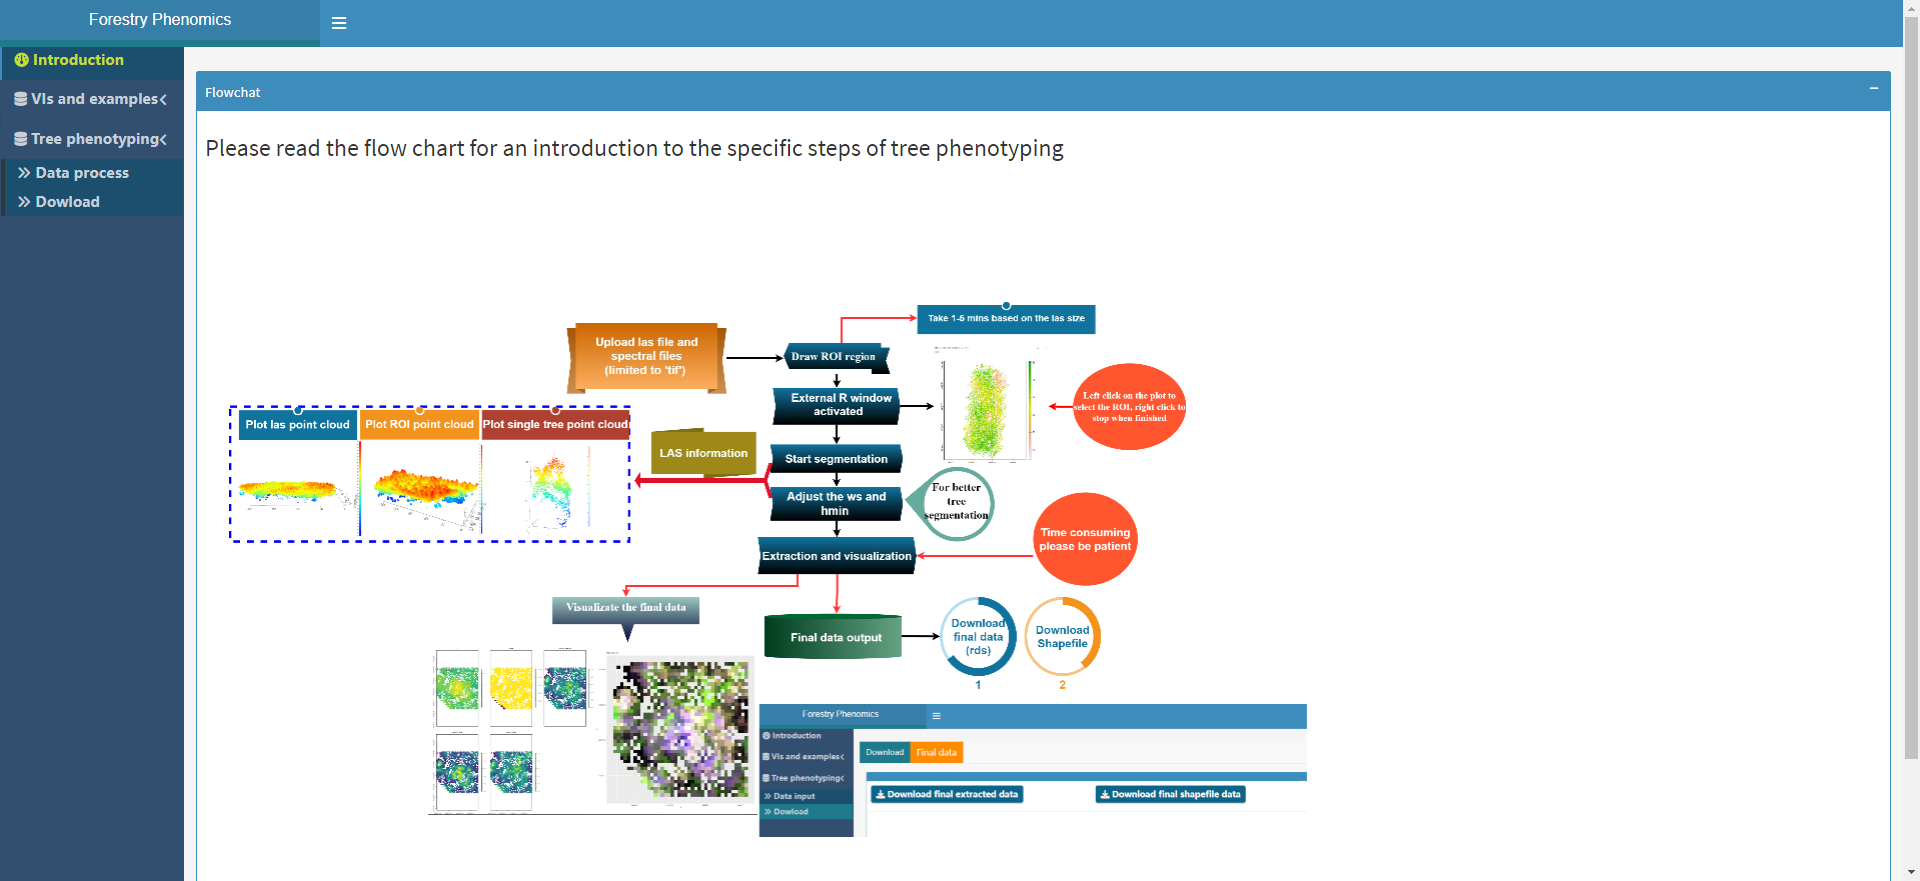 Forestry Phenomics
Introduction
VIs and examples
Tree phenotyping
Data process
Dowload
Flowchat
Please read the flow chart for an introduction to the specific steps of tree phenotyping
Take 1-5 mins based on the las size
Upload las file and
spectral files
(limited to 'tif')
Draw ROI region
External R window
activated
Left click on the plot to
select the ROI, right click to
stop when finished
Plot las point cloud
Plot ROI point cloud
Plot single tree point cloud
LAS information
Start segmentation
Adjust the ws and
hmin
For better
tree
segmentation
Time consuming
please be patient
Extraction and visualization
Visualizate the final data
Final data output
Download
final data
(rds)
1
Download
Shapefile
2
Forestry Phenomics
Introduction
VIs and examples
Tree phenotyping
Data input
Dowload
Download
Final data
Download final extracted data
Download final shapefile data